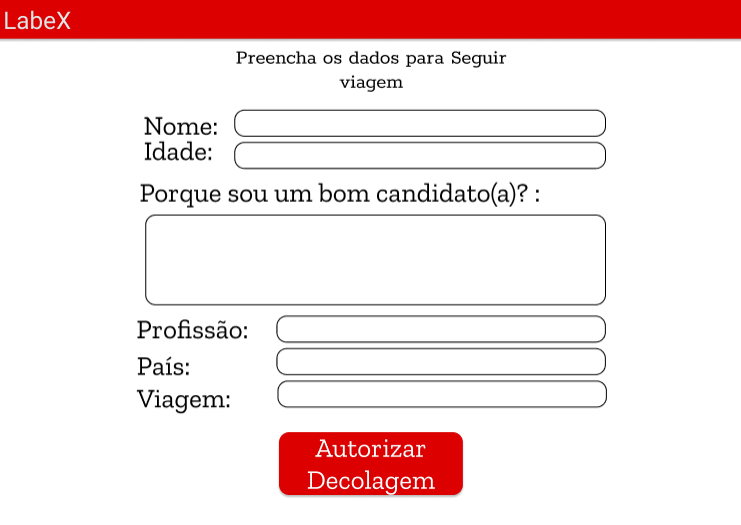 LabeX
Preencha os dados para Seguir
viagem
Nome:
Idade:
Porque sou um bom candidato(a)? :
Profissão:
País:
Viagem:
Autorizar
Decolagem